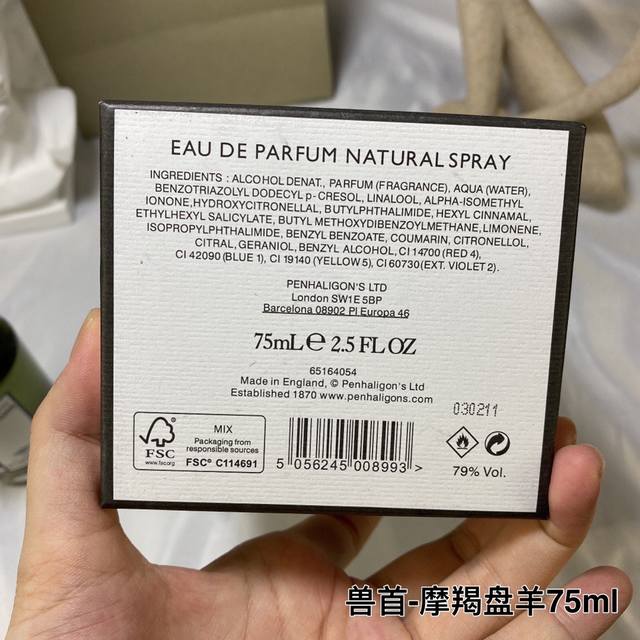 EAU DE PARFUM NATURAL SPRAY
INGREDIENTS : ALCOHOL DENAT., PARFUM (FRAGRANCE), AQUA (WATER),
BENZOTRIAZOLYL DODECYL p-CRESOL, LINALOOL, ALPHA-ISOMETHYL
IONONE,HYDROXYCITRONELLAL, BUTYLPHTHALIMIDE, HEXYL CINNAMAL,
ETHYLHEXYL SALICYLATE, BUTYL METHOXYDIBENZOYLMETHANE, LIMONENE,
ISOPROPYLPHTHALIMIDE, BENZYL BENZOATE, COUMARIN, CITRONELLOL,
CITRAL, GERANIOL, BENZYL ALCOHOL, CI 14700 (RED 4),
CI 42090 (BLUE 1), CI 19140 (YELLOW 5), CI 60730(EXT. VIOLET 2).
PENHALIGON'S LTD
London SW1E 5BP
Barcelona 08902 Pl Europa 46
75mL℮ 2.5 FL OZ
65164054
Made in England, © Penhaligon's Ltd
Established 1870 www.penhaligons.com
030211
FSC
www.fsc.org
MIX
Packaging from
responsible sources
FSC® C114691
5 056245 008993 >
79% Vol.
兽首-摩羯盘羊75ml